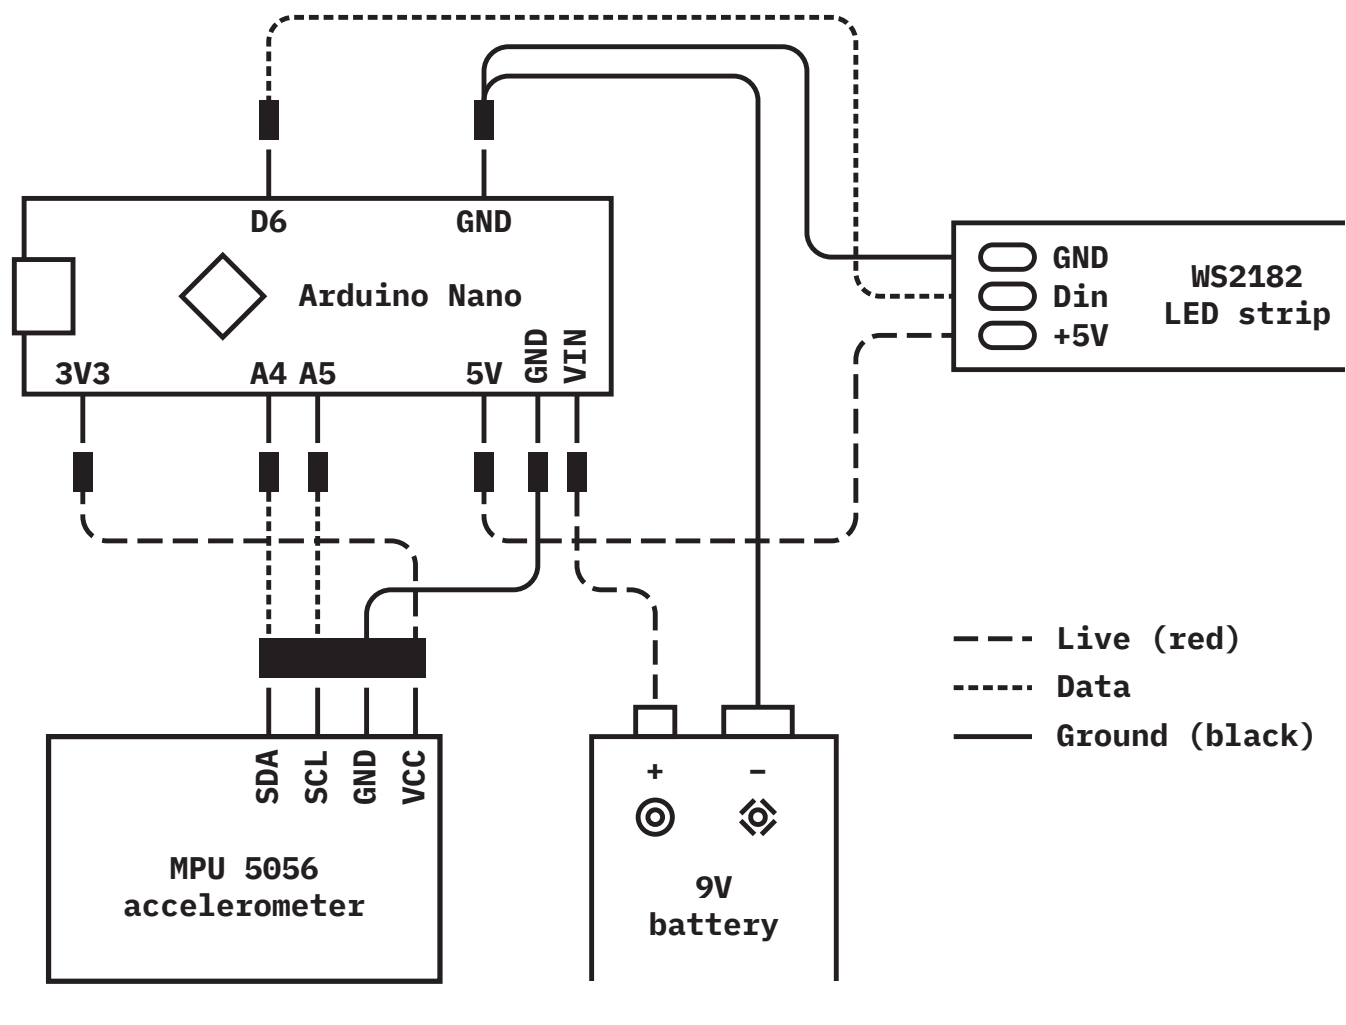 D6 GND
Arduino Nano
3V3 A4 A5 5V GND VIN
GND
Din
+5V
WS2182
LED strip
Live (red)
Data
Ground (black)
SDA SCL GND VCC
MPU 5056
accelerometer
+ −
9V
battery